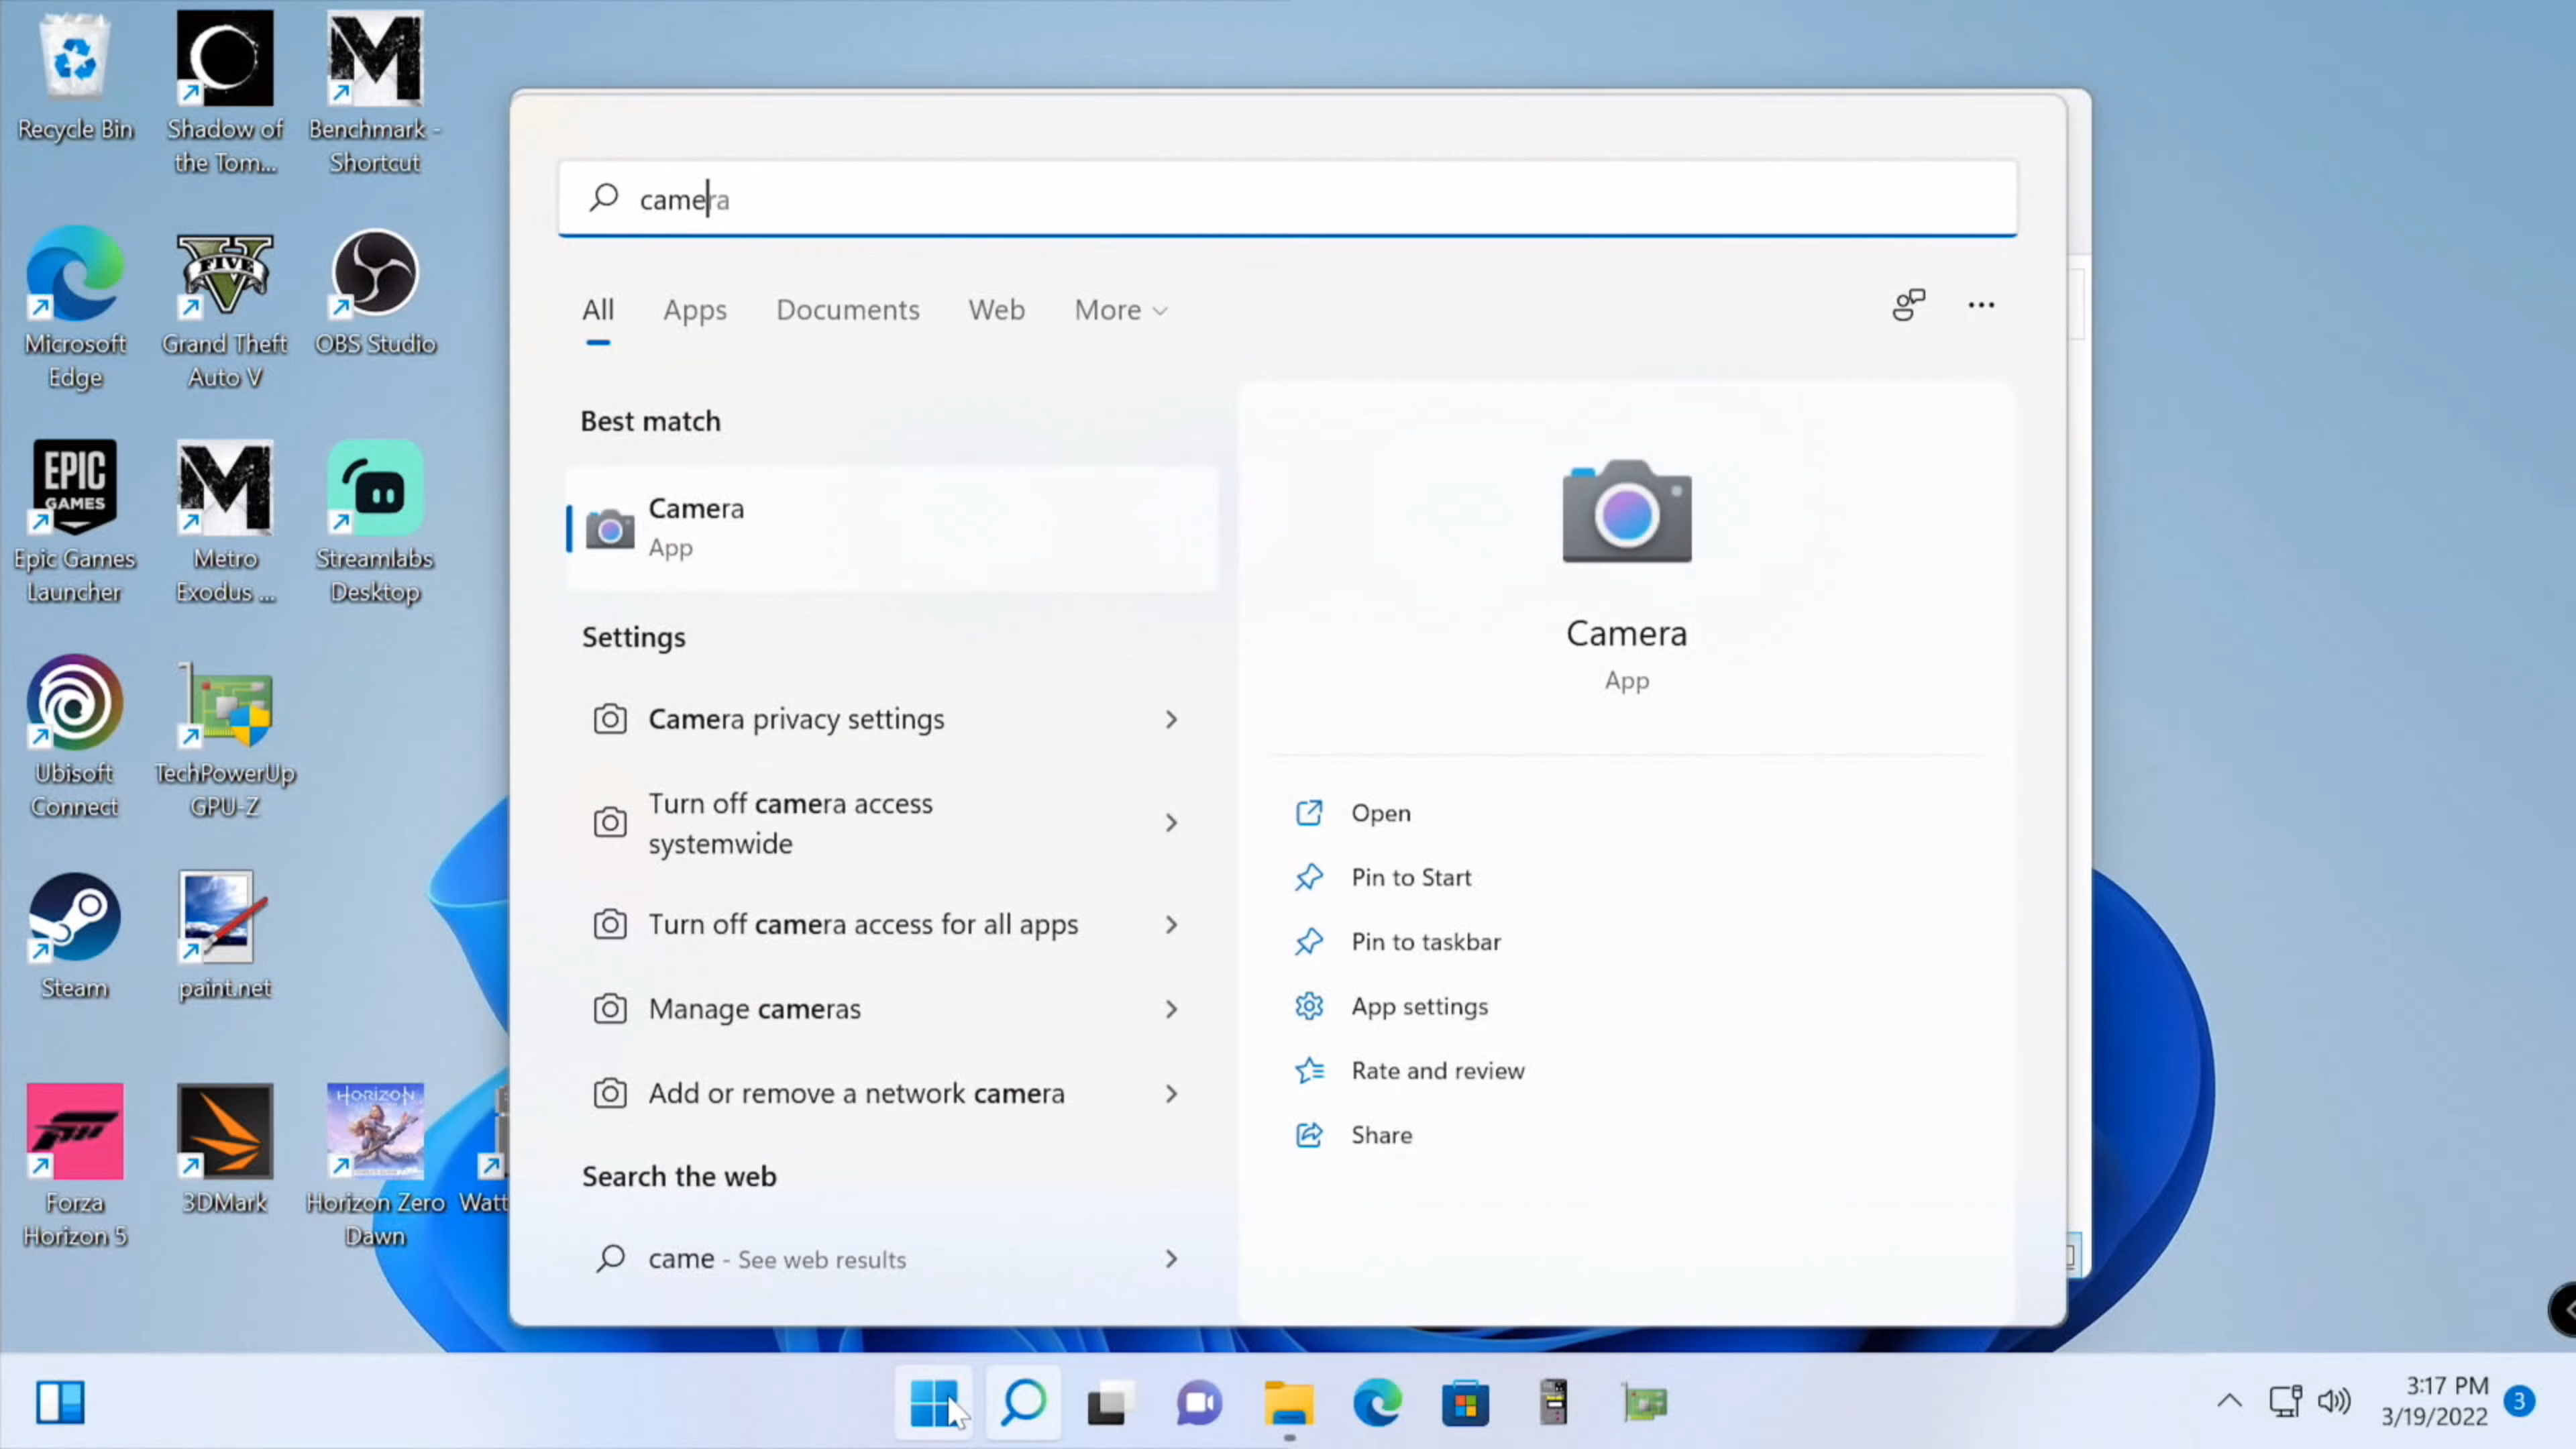 Recycle Bin
Shadow of
the Tom...
Benchmark -
Shortcut
Microsoft
Edge
FIVE
Grand Theft
Auto V
OBS Studio
EPIC
GAMES
Epic Games
Launcher
Metro
Exodus ...
Streamlabs
Desktop
Ubisoft
Connect
TechPowerUp
GPU-Z
Steam
paint.net
Forza
Horizon 5
3DMark
HORIZON
Horizon Zero
Dawn
Watt
camera
All
Apps
Documents
Web
More
Best match
Camera
App
Settings
Camera privacy settings
Turn off camera access
systemwide
Turn off camera access for all apps
Manage cameras
Add or remove a network camera
Search the web
came - See web results
Camera
App
Open
Pin to Start
Pin to taskbar
App settings
Rate and review
Share
3:17 PM
3/19/2022
3